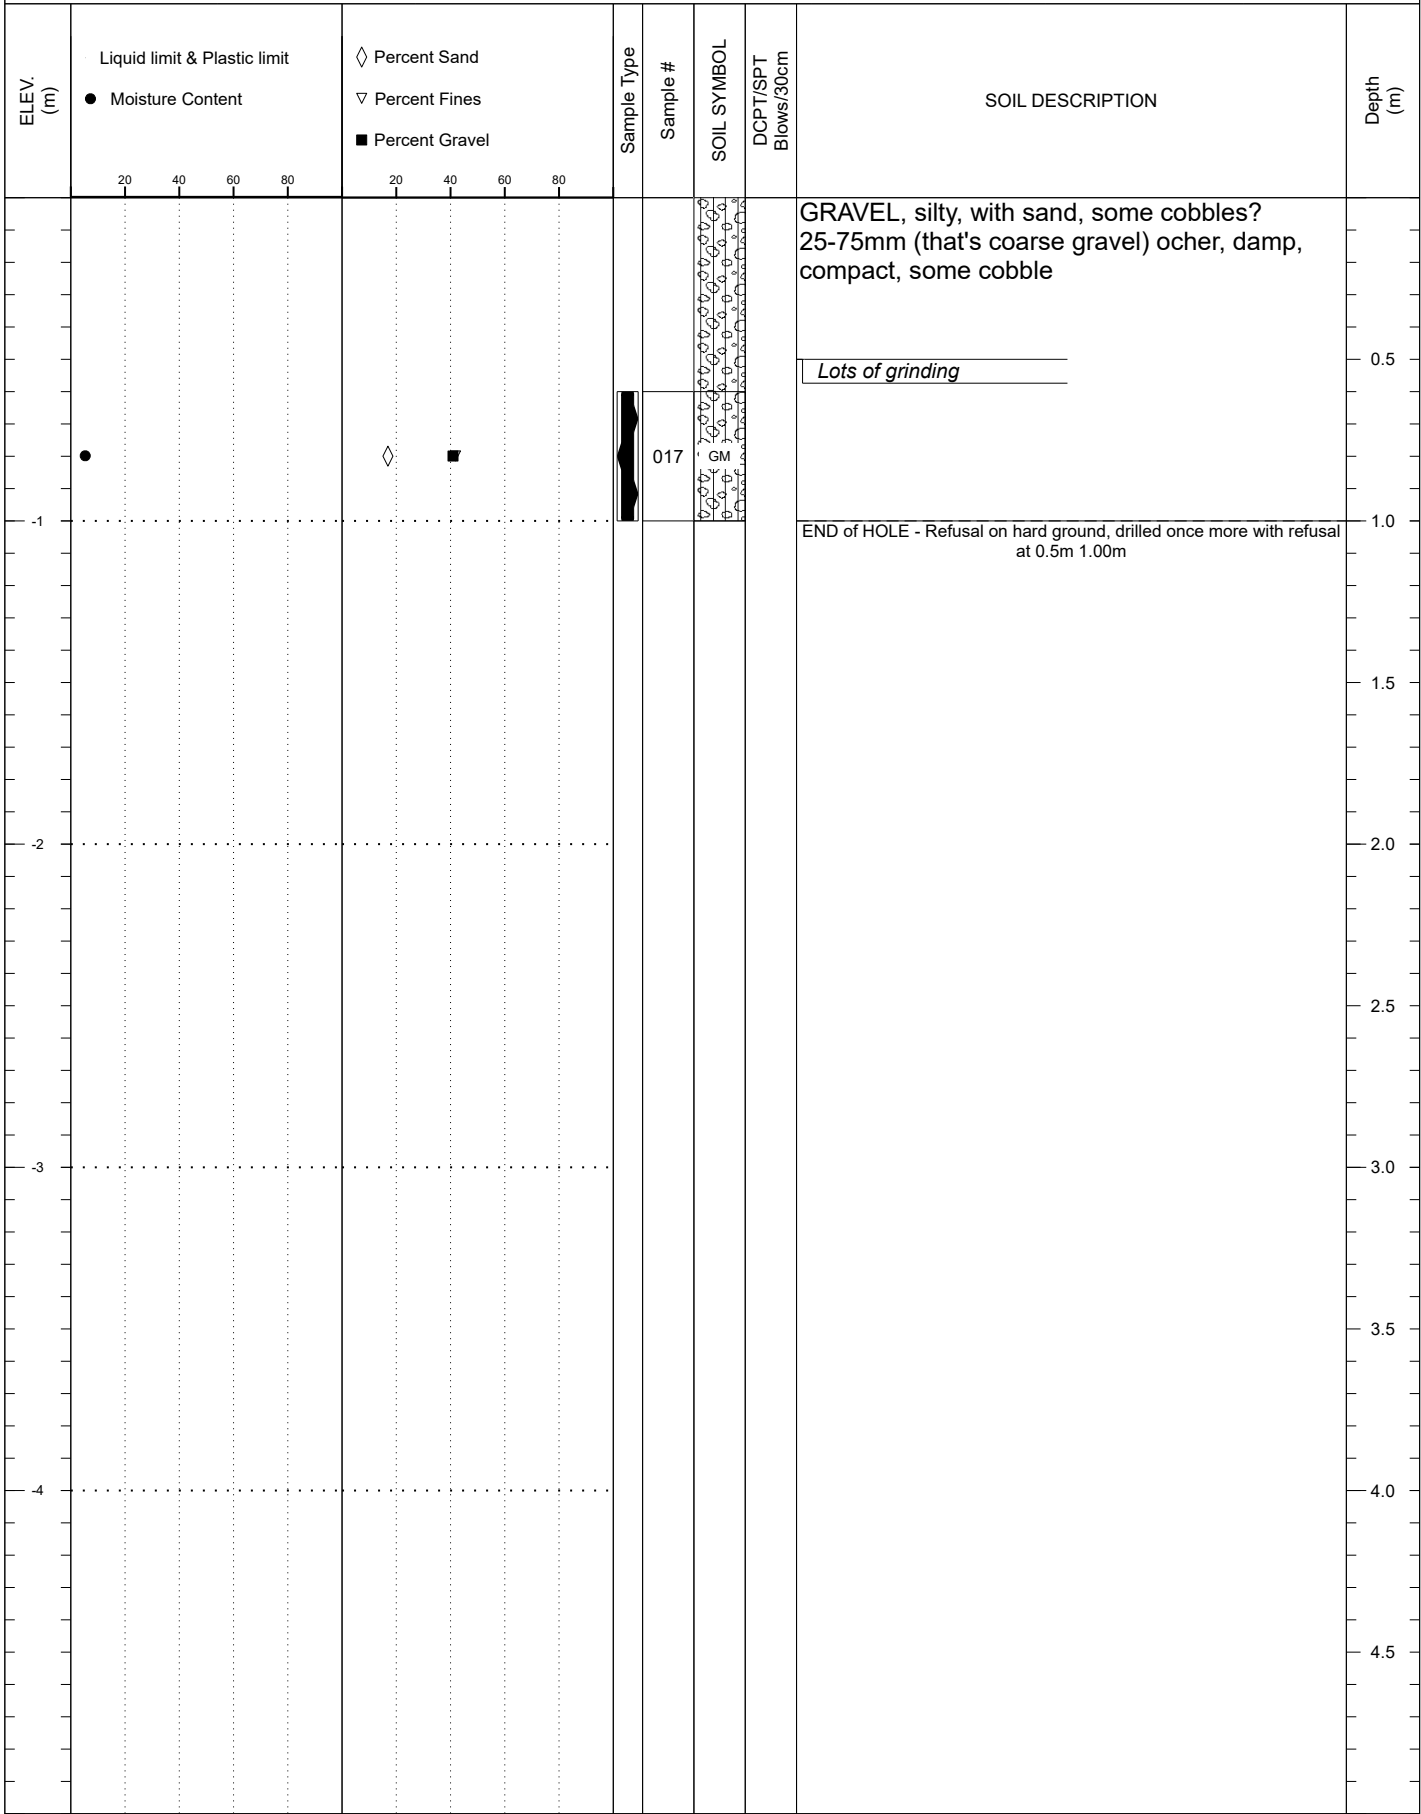 ELEV.
(m)
Liquid limit & Plastic limit
Moisture Content
Percent Sand
Percent Fines
Percent Gravel
20 40 60 80
20 40 60 80
Sample Type
Sample #
SOIL SYMBOL
DCPT/SPT
Blows/30cm
SOIL DESCRIPTION
Depth
(m)
GRAVEL, silty, with sand, some cobbles?
25-75mm (that's coarse gravel) ocher, damp,
compact, some cobble
0.5
Lots of grinding
017
GM
-1
1.0
END of HOLE - Refusal on hard ground, drilled once more with refusal
at 0.5m 1.00m
1.5
-2
2.0
2.5
-3
3.0
3.5
-4
4.0
4.5